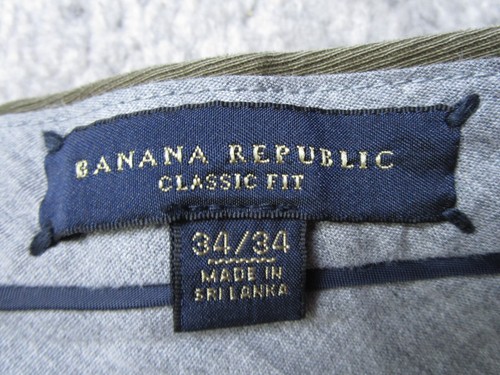 BANANA REPUBLIC
CLASSIC FIT
34/34
MADE IN
SRI LANKA